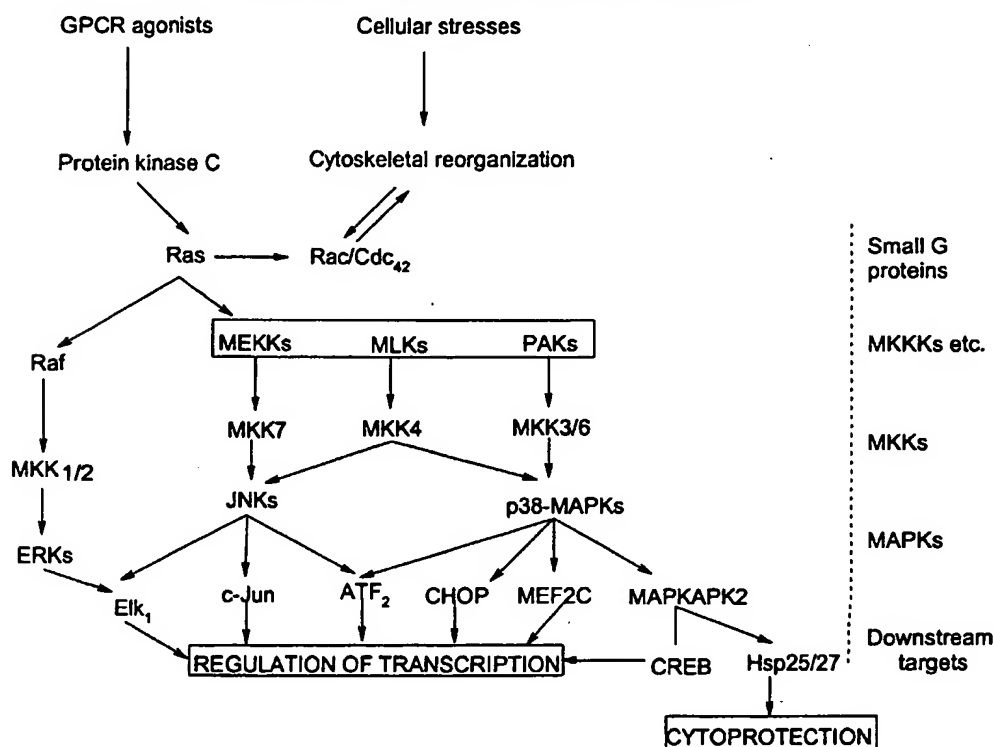 GPCR agonists Cellular stresses
Protein kinase C Cytoskeletal reorganization
Ras Rac/Cdc42 Small G proteins
MEKKs MLKs PAKs MKKKs etc.
Raf
MKK7 MKK4 MKK3/6 MKKs
MKK 1/2
JNKs p38-MAPKs
ERKs MAPKs
Elk1 c-Jun ATF2 CHOP MEF2C MAPKAPK2
REGULATION OF TRANSCRIPTION CREB Hsp25/27 Downstream targets
CYTOPROTECTION